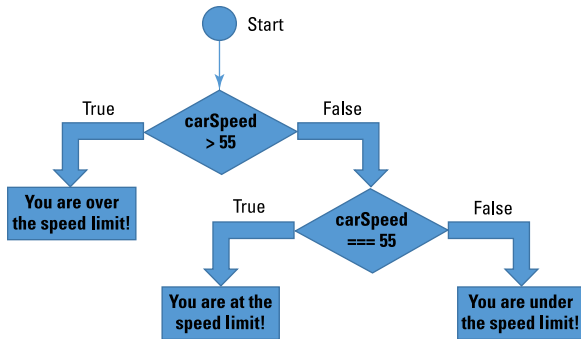 Start
True
False
carSpeed
> 55
You are over
the speed limit!
True
False
carSpeed
=== 55
You are at the
speed limit!
You are under
the speed limit!